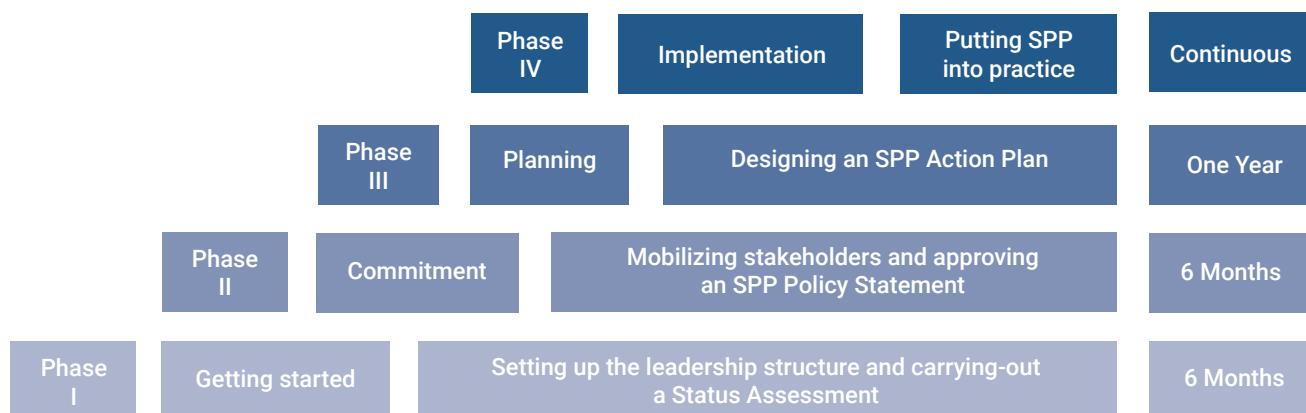 Phase
IV
Implementation
Putting SPP
into practice
Continuous
Phase
III
Planning
Designing an SPP Action Plan
One Year
Phase
II
Commitment
Mobilizing stakeholders and approving
an SPP Policy Statement
6 Months
Phase
I
Getting started
Setting up the leadership structure and carrying-out
a Status Assessment
6 Months